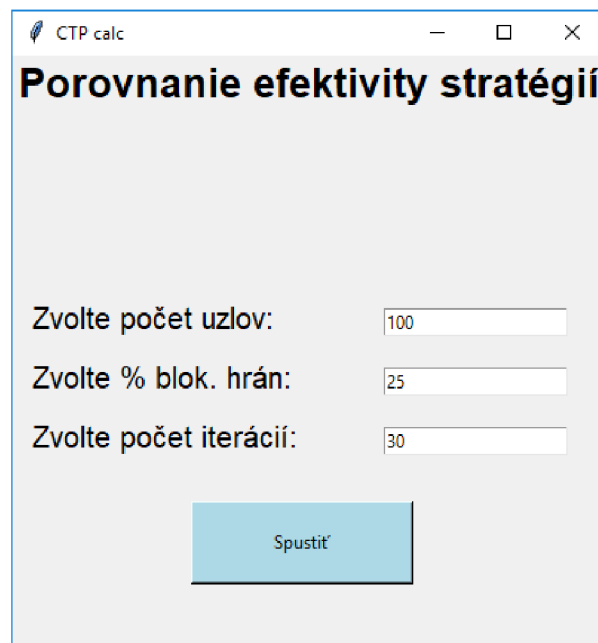 CTP calc
Porovnanie efektivity stratégií
Zvolte počet uzlov: 100
Zvolte % blok. hrán: 25
Zvolte počet iterácií: 30
Spustiť